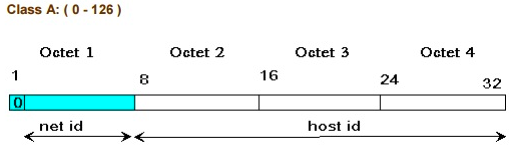 Class A: ( 0 - 126 )
Octet 1 Octet 2 Octet 3 Octet 4
1 8 16 24 32
0
net id host id